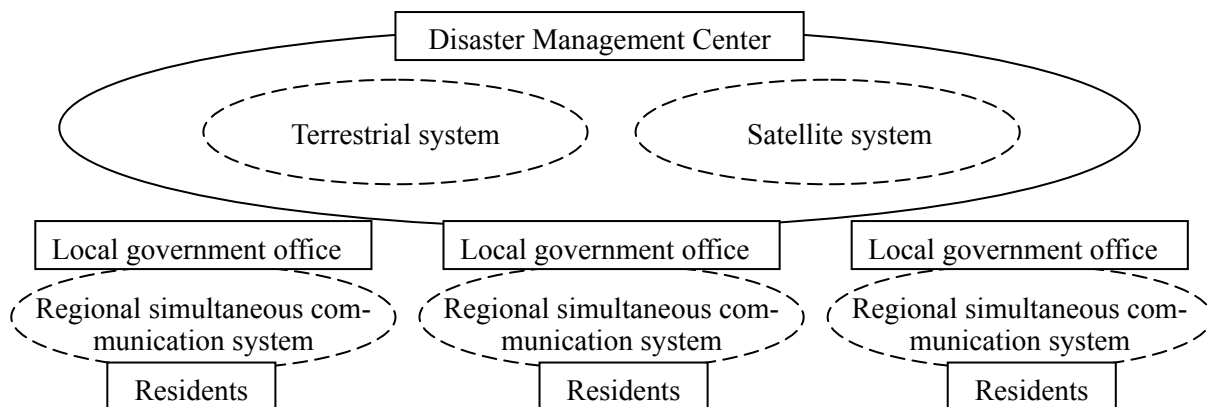 Disaster Management Center
Terrestrial system
Satellite system
Local government office
Local government office
Local government office
Regional simultaneous com-
munication system
Regional simultaneous com-
munication system
Regional simultaneous com-
munication system
Residents
Residents
Residents